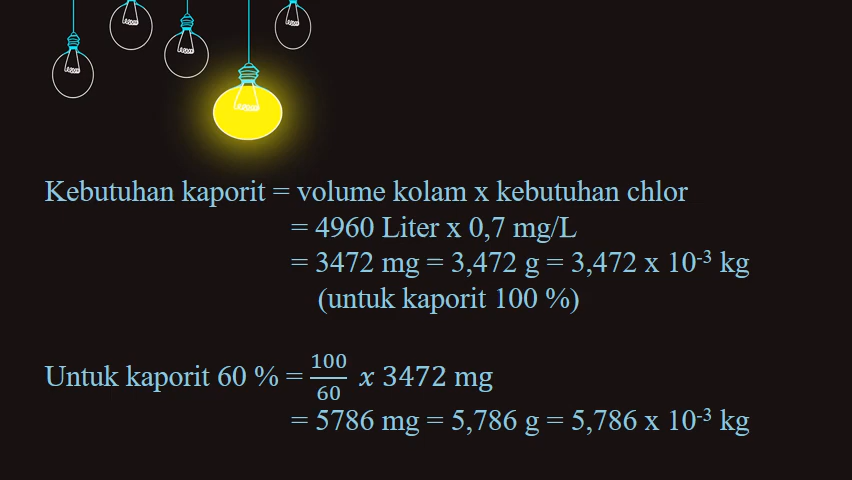 Kebutuhan kaporit = volume kolam x kebutuhan chlor
= 4960 Liter x 0,7 mg/L
= 3472 mg = 3,472 g = 3,472 x 10⁻³ kg
(untuk kaporit 100 %)
Untuk kaporit 60 % = 100/60 x 3472 mg
= 5786 mg = 5,786 g = 5,786 x 10⁻³ kg